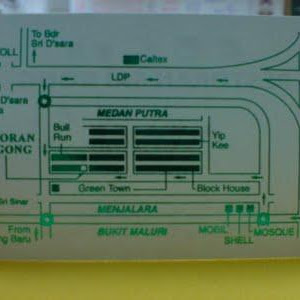 To Bdr
Sri D'sara
OLL
Caltex
LDP
D'sara
s
MEDAN PUTRA
ORAN
GONG
Bull
Run
Yip
Kee
Green Town
Block House
Sri Sinar
MENJALARA
From
ng Baru
BUKIT MALURI
MOBIL
SHELL
MOSQUE